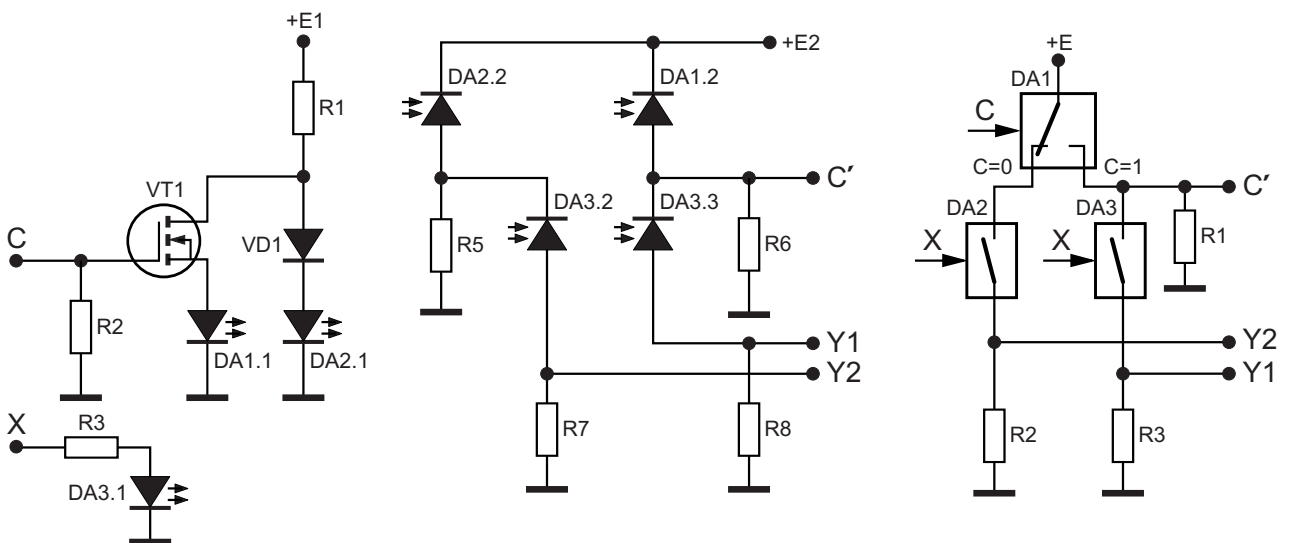 +E1
R1
VT1
C
VD1
R2
DA1.1
DA2.1
X
R3
DA3.1
+E2
DA2.2
DA1.2
C′
DA3.2
DA3.3
R5
R6
Y1
Y2
R7
R8
+E
DA1
C
C=0
C=1
C′
DA2
DA3
X
X
R1
Y2
Y1
R2
R3